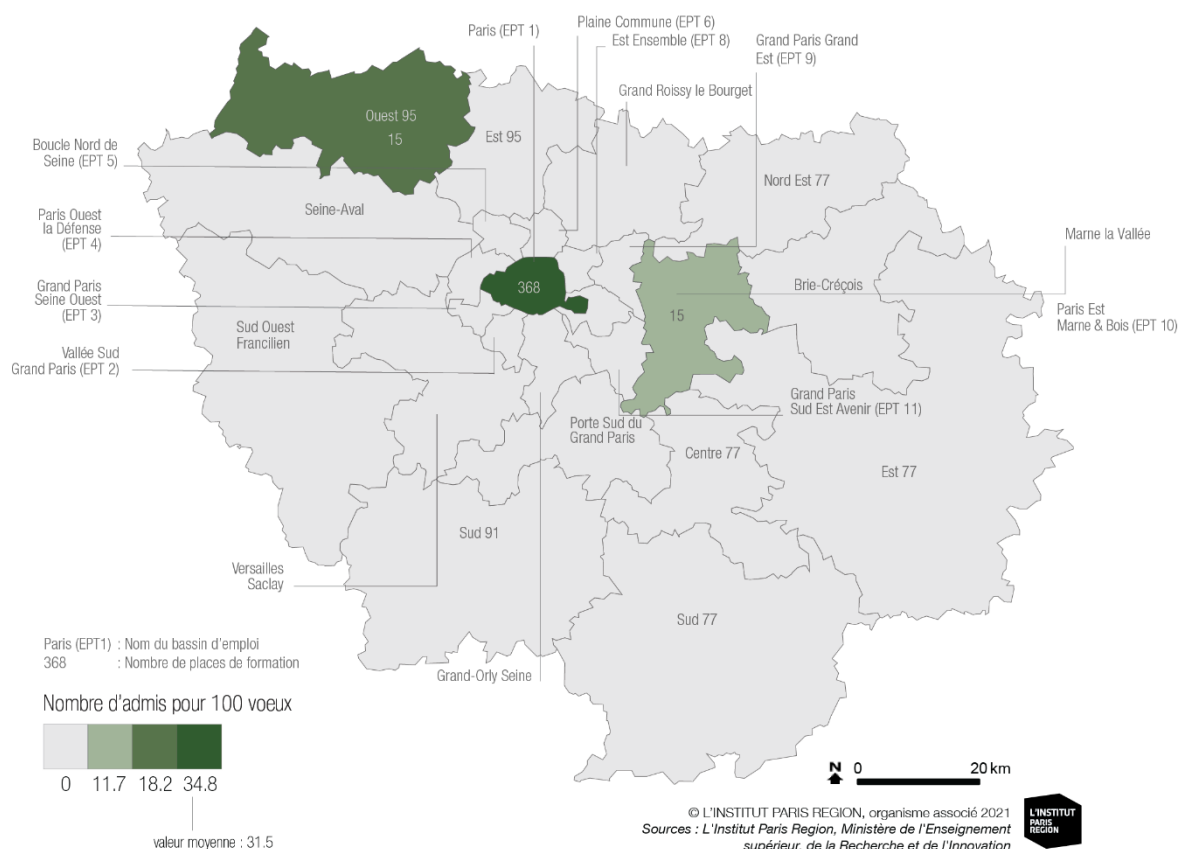 Plaine Commune (EPT 6)
Paris (EPT 1)
Est Ensemble (EPT 8)
Grand Paris Grand
Est (EPT 9)
Grand Roissy le Bourget
Ouest 95
15
Est 95
Boucle Nord de
Seine (EPT 5)
Nord Est 77
Seine-Aval
Paris Ouest
la Défense
(EPT 4)
Marne la Vallée
Grand Paris
Seine Ouest
(EPT 3)
368
Brie-Créçois
15
Paris Est
Marne & Bois (EPT 10)
Sud Ouest
Francilien
Vallée Sud
Grand Paris (EPT 2)
Grand Paris
Sud Est Avenir (EPT 11)
Porte Sud du
Grand Paris
Centre 77
Est 77
Sud 91
Versailles
Saclay
Sud 77
Paris (EPT1) : Nom du bassin d'emploi
368 : Nombre de places de formation
Grand-Orly Seine
Nombre d'admis pour 100 voeux
0 11.7 18.2 34.8
valeur moyenne : 31.5
N 0 20 km
© L'INSTITUT PARIS REGION, organisme associé 2021
Sources : L'Institut Paris Region, Ministère de l'Enseignement
supérieur, de la Recherche et de l'Innovation
L'INSTITUT
PARIS
REGION